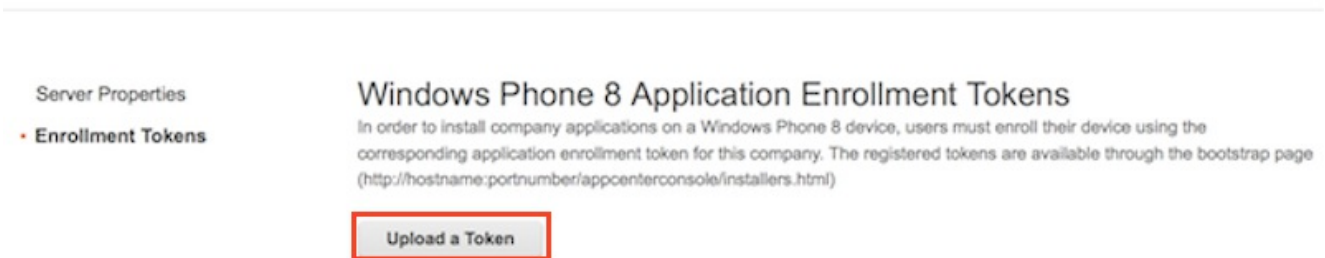 Server Properties
Enrollment Tokens
Windows Phone 8 Application Enrollment Tokens
In order to install company applications on a Windows Phone 8 device, users must enroll their device using the
corresponding application enrollment token for this company. The registered tokens are available through the bootstrap page
(http://hostname:portnumber/appcenterconsole/installers.html)
Upload a Token